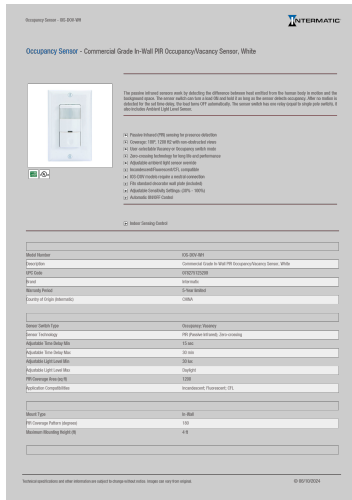 Occupancy Sensor - IOS-DOV-WH
INTERMATIC
Occupancy Sensor - Commercial Grade In-Wall PIR Occupancy/Vacancy Sensor, White
The passive infrared sensors work by detecting the difference between heat emitted from the human body in motion and the
background space. The sensor switch can turn a load ON and hold it as long as the sensor detects occupancy. After no motion is
detected for the set time delay, the load turns OFF automatically. The sensor switch has one relay (equal to single pole switch), it
also includes Ambient Light Level Sensor.
Passive Infrared (PIR) sensing for presence detection
Coverage: 180°, 1200 ft2 with non obstructed views
User-selectable Vacancy or Occupancy switch mode
Zero crossing technology for long life and performance
Adjustable ambient light sensor override
Incandescent/Fluorescent/CFL compatible
IOS-DOV models require a neutral connection
Fits standard decorator wall plate (included)
Adjustable Sensitivity Settings (30% - 100%)
Automatic ON/OFF Control
Indoor Sensing Control
Model Number IOS-DOV-WH
Description Commercial Grade In-Wall PIR Occupancy/Vacancy Sensor, White
UPC Code
Brand Intermatic
Warranty Period 5-Year limited
Country of Origin (Intermatic) CHINA
Sensor Switch Type Occupancy; Vacancy
Sensor Technology PIR (Passive Infrared), Zero crossing
Adjustable Time Delay Min 15 sec
Adjustable Time Delay Max 30 min
Adjustable Light Level Min 30 lux
Adjustable Light Level Max Daylight
PIR Coverage Area (sq ft) 1200
Application Compatibilities Incandescent; Fluorescent; CFL
Mount Type In-Wall
PIR Coverage Pattern (degrees) 180
Maximum Mounting Height (ft) 4 ft
Technical specifications and other information are subject to change without notice. Images can vary from original.
© 06/10/2024